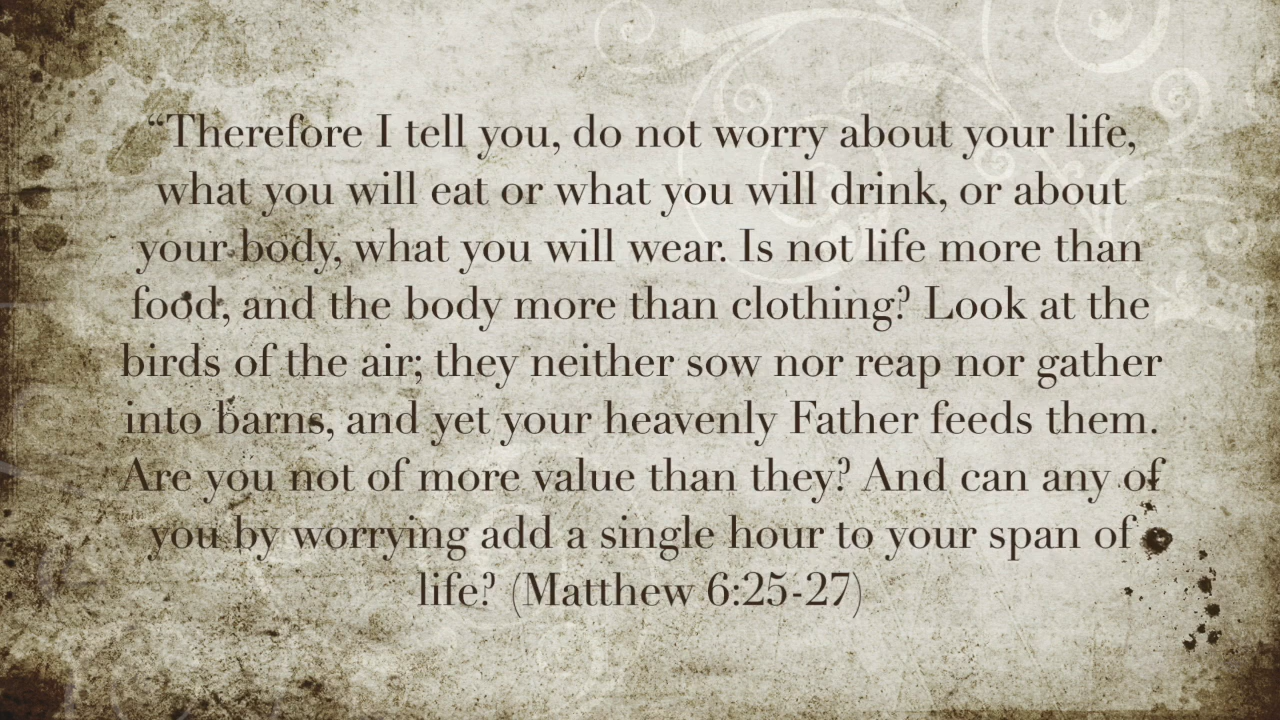 “Therefore I tell you, do not worry about your life,
what you will eat or what you will drink, or about
your body, what you will wear. Is not life more than
food, and the body more than clothing? Look at the
birds of the air; they neither sow nor reap nor gather
into barns, and yet your heavenly Father feeds them.
Are you not of more value than they? And can any of
you by worrying add a single hour to your span of
life? (Matthew 6:25-27)